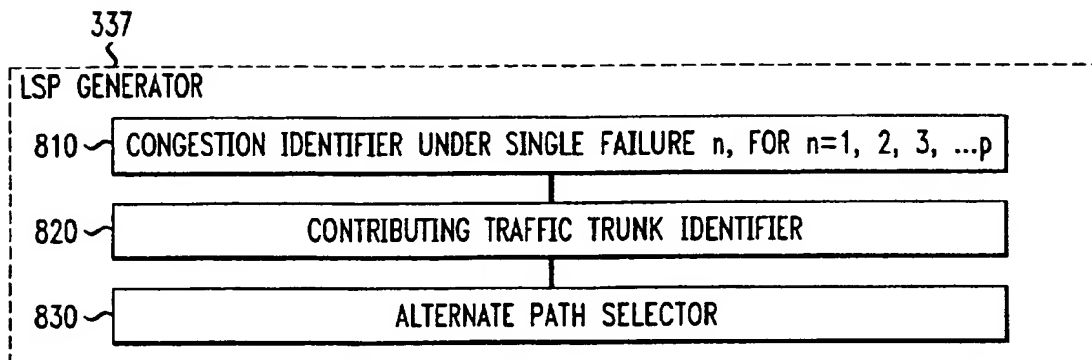 337
LSP GENERATOR
810 CONGESTION IDENTIFIER UNDER SINGLE FAILURE n, FOR n=1, 2, 3, ...p
820 CONTRIBUTING TRAFFIC TRUNK IDENTIFIER
830 ALTERNATE PATH SELECTOR